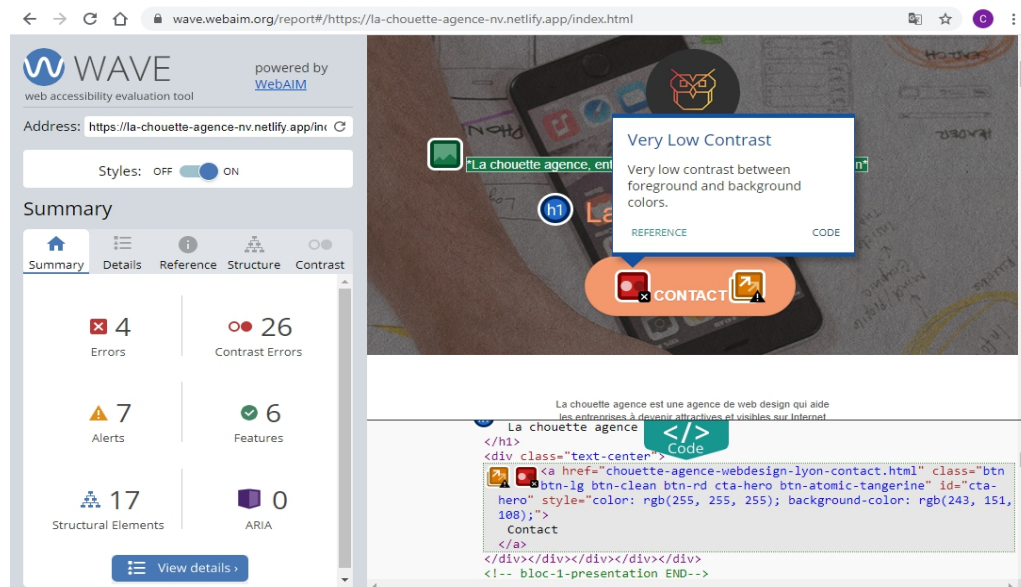 wave.webaim.org/report#/https://la-chouette-agence-nv.netlify.app/index.html
C
WAVE
web accessibility evaluation tool
powered by
WebAIM
Address: https://la-chouette-agence-nv.netlify.app/in
Styles: OFF ON
Summary
Summary Details Reference Structure Contrast
4
Errors
26
Contrast Errors
7
Alerts
6
Features
17
Structural Elements
0
ARIA
View details ›
*La chouette agence, ent
n*
h1
La
Very Low Contrast
Very low contrast between
foreground and background
colors.
REFERENCE CODE
CONTACT
La chouette agence est une agence de web design qui aide
les entreprises à devenir attractives et visibles sur Internet
La chouette agence
</>
Code
</h1>
<div class="text-center">
<a href="chouette-agence-webdesign-lyon-contact.html" class="btn
btn-lg btn-clean btn-rd cta-hero btn-atomic-tangerine" id="cta-
hero" style="color: rgb(255, 255, 255); background-color: rgb(243, 151,
108);">
Contact
</a>
</div></div></div></div></div>
<!-- bloc-1-presentation END-->